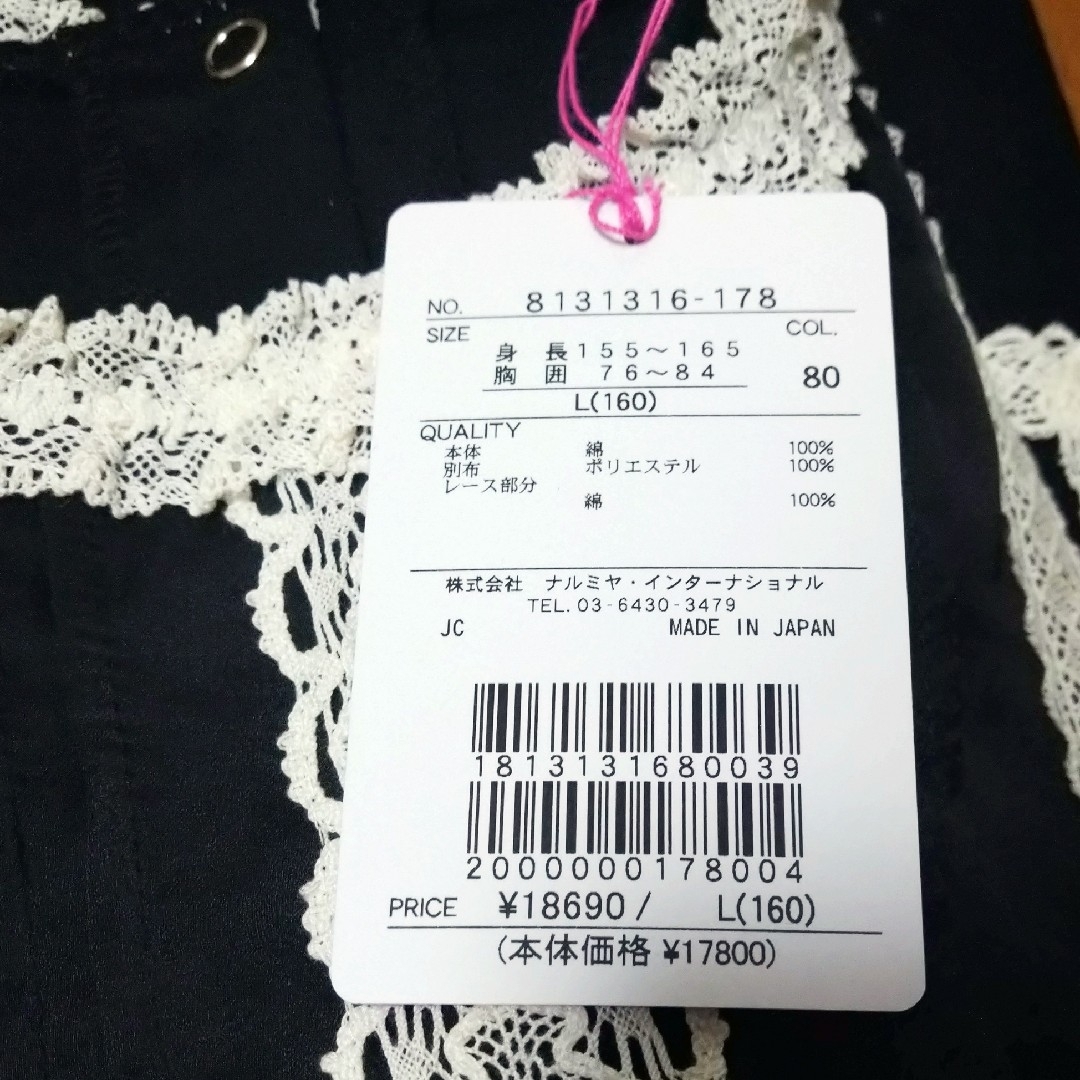 NO. 8131316-178
SIZE COL.
身 長 155～165
胸 囲 76～84 80
L(160)
QUALITY
本体 綿 100%
別布 ポリエステル 100%
レース部分
綿 100%
株式会社 ナルミヤ・インターナショナル
TEL. 03-6430-3479
JC MADE IN JAPAN
1813131680039
2000000178004
PRICE ¥18690/ L(160)
(本体価格 ¥17800)